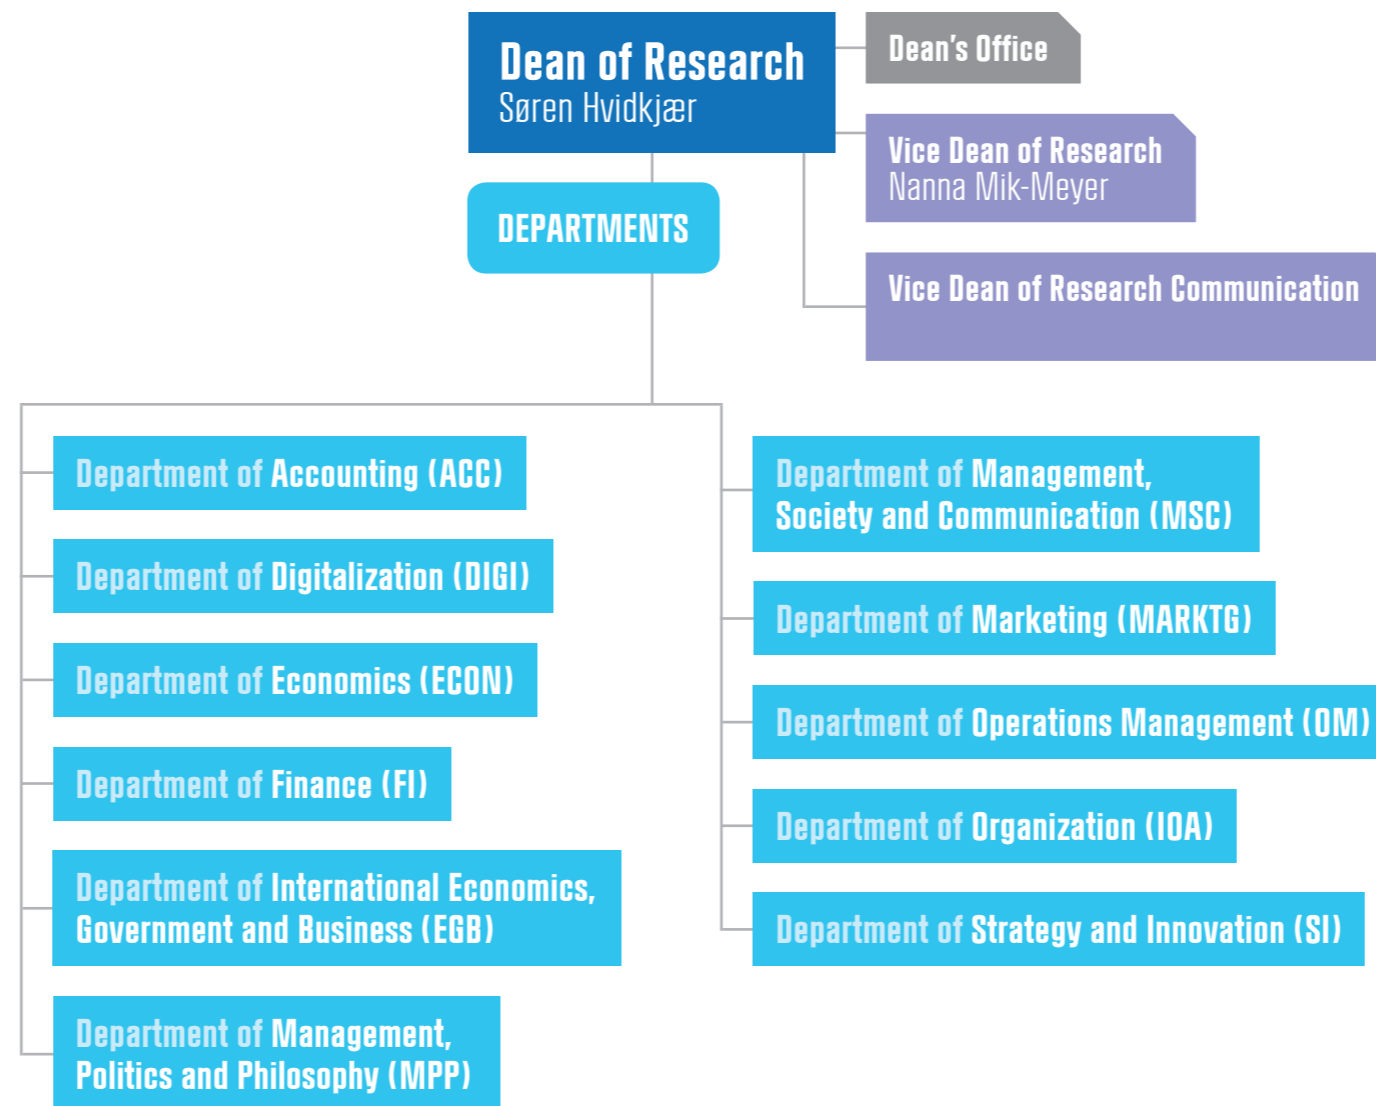 Dean of Research
Søren Hvidkjær
Dean's Office
Vice Dean of Research
Nanna Mik-Meyer
DEPARTMENTS
Vice Dean of Research Communication
Department of Accounting (ACC)
Department of Digitalization (DIGI)
Department of Economics (ECON)
Department of Finance (FI)
Department of International Economics,
Government and Business (EGB)
Department of Management,
Politics and Philosophy (MPP)
Department of Management,
Society and Communication (MSC)
Department of Marketing (MARKTG)
Department of Operations Management (OM)
Department of Organization (IOA)
Department of Strategy and Innovation (SI)